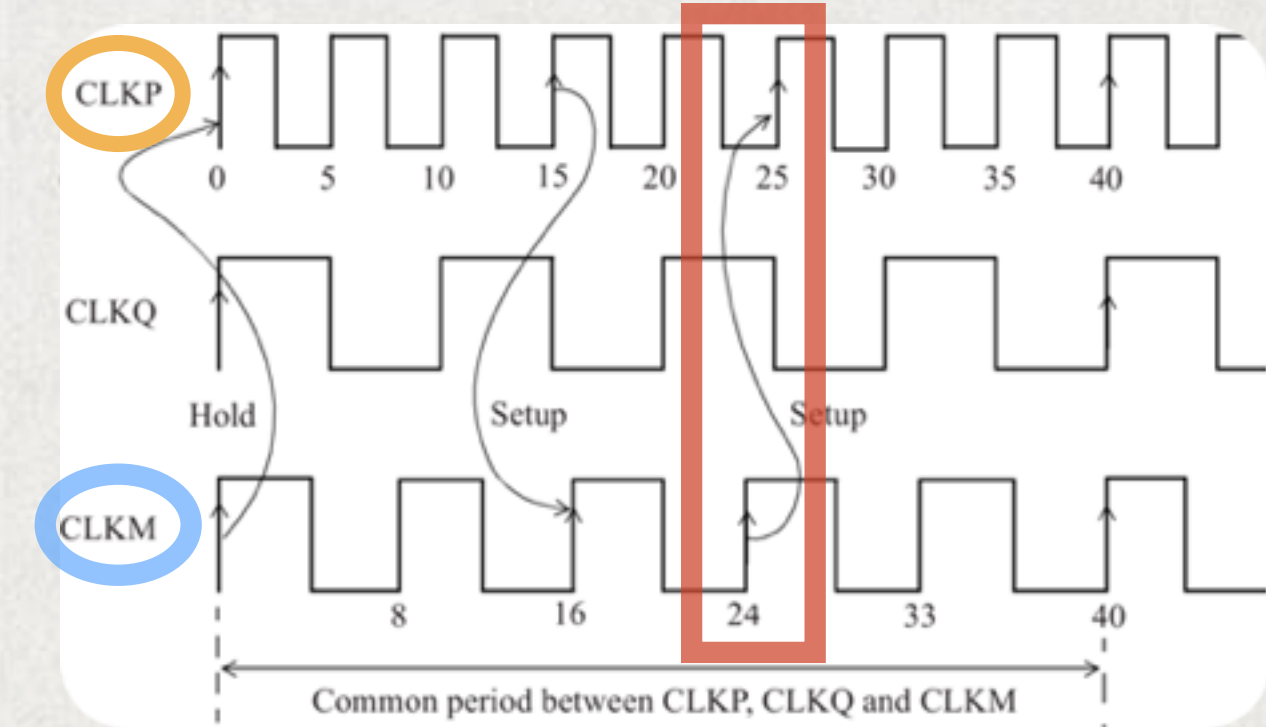 CLKP
0 5 10 15 20 25 30 35 40
CLKQ
Hold Setup Setup
CLKM
8 16 24 33 40
Common period between CLKP, CLKQ and CLKM